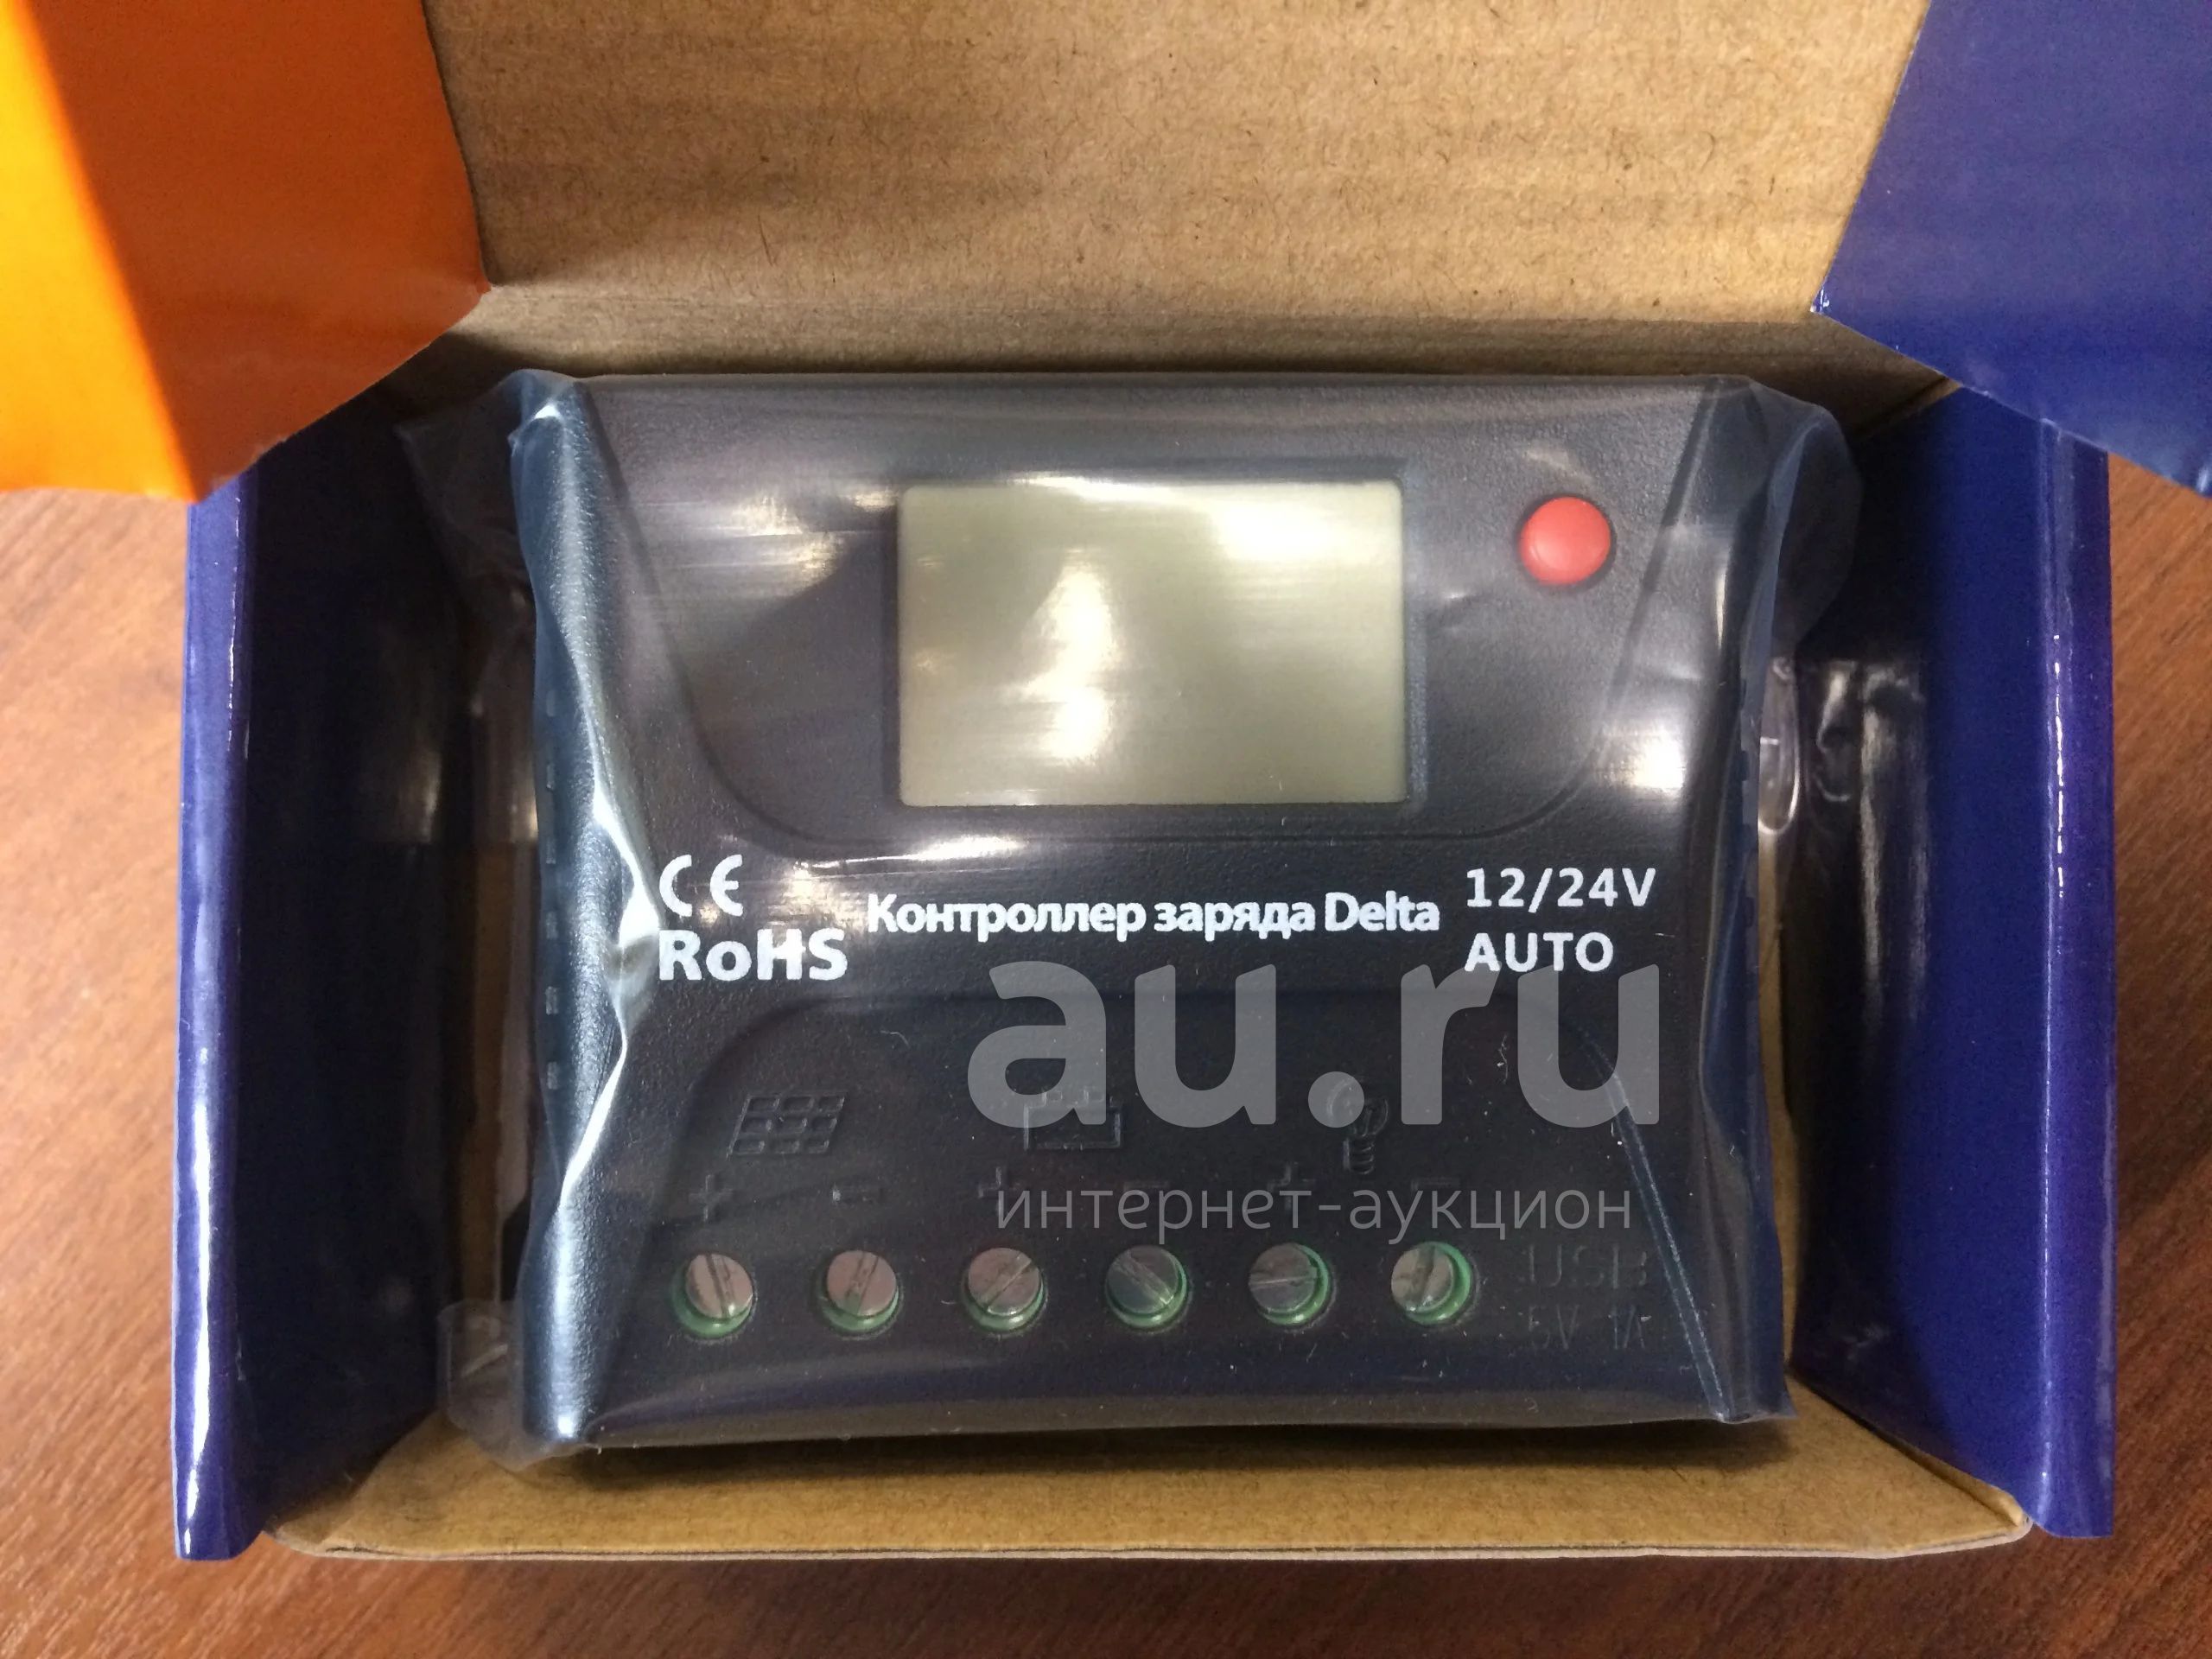 CE
RoHS
Контроллер заряда Delta
12/24V
AUTO
au.ru
интернет-аукцион
+ - + - + -
USB
5V 1A